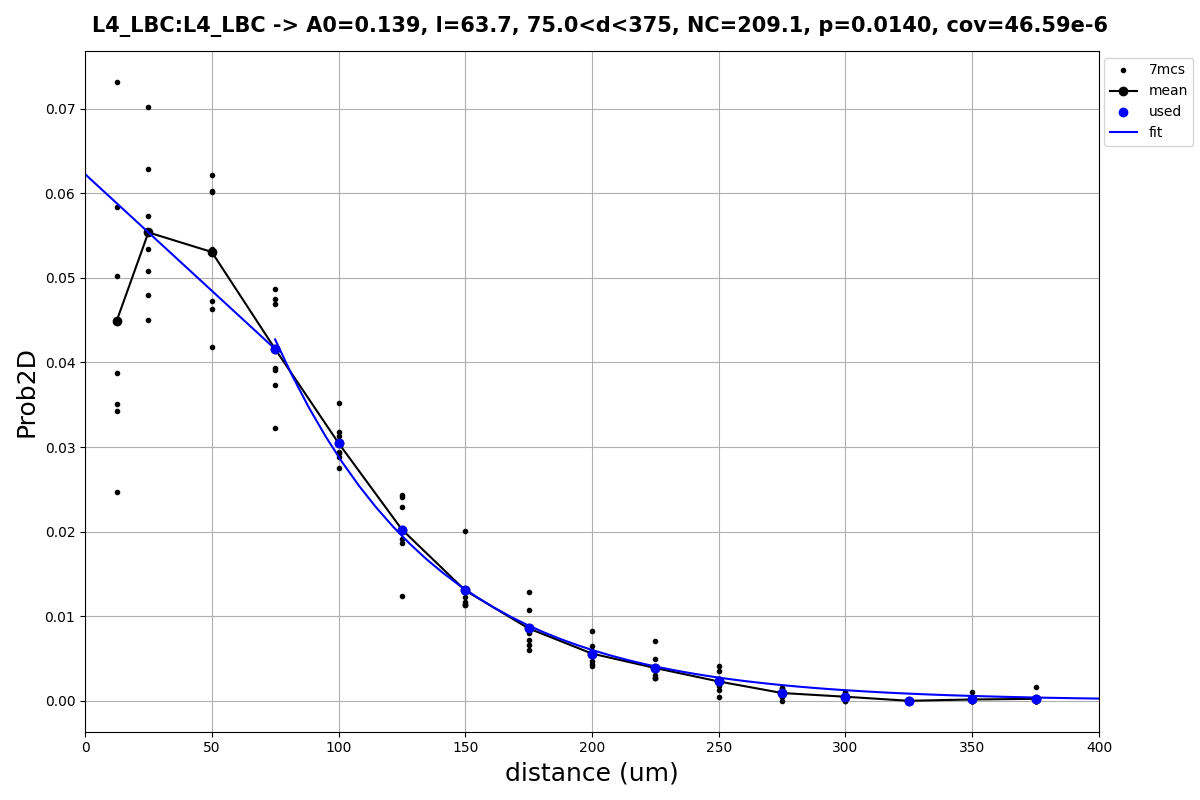 L4_LBC:L4_LBC -> A0=0.139, l=63.7, 75.0<d<375, NC=209.1, p=0.0140, cov=46.59e-6
7mcs
mean
used
fit
0.07
0.06
0.05
0.04
0.03
0.02
0.01
0.00
Prob2D
0 50 100 150 200 250 300 350 400
distance (um)